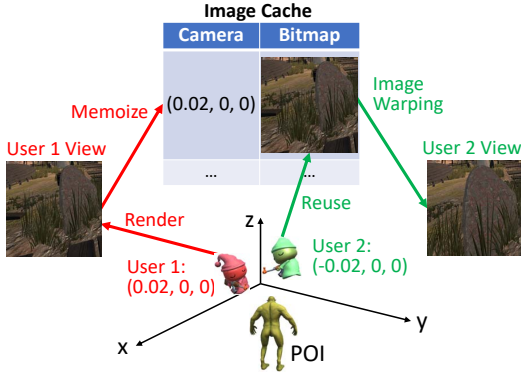 Image Cache
Camera Bitmap
(0.02, 0, 0)
... ...
Memoize
Image
Warping
User 1 View
User 2 View
Render
Reuse
z
User 1:
(0.02, 0, 0)
User 2:
(-0.02, 0, 0)
x
y
POI